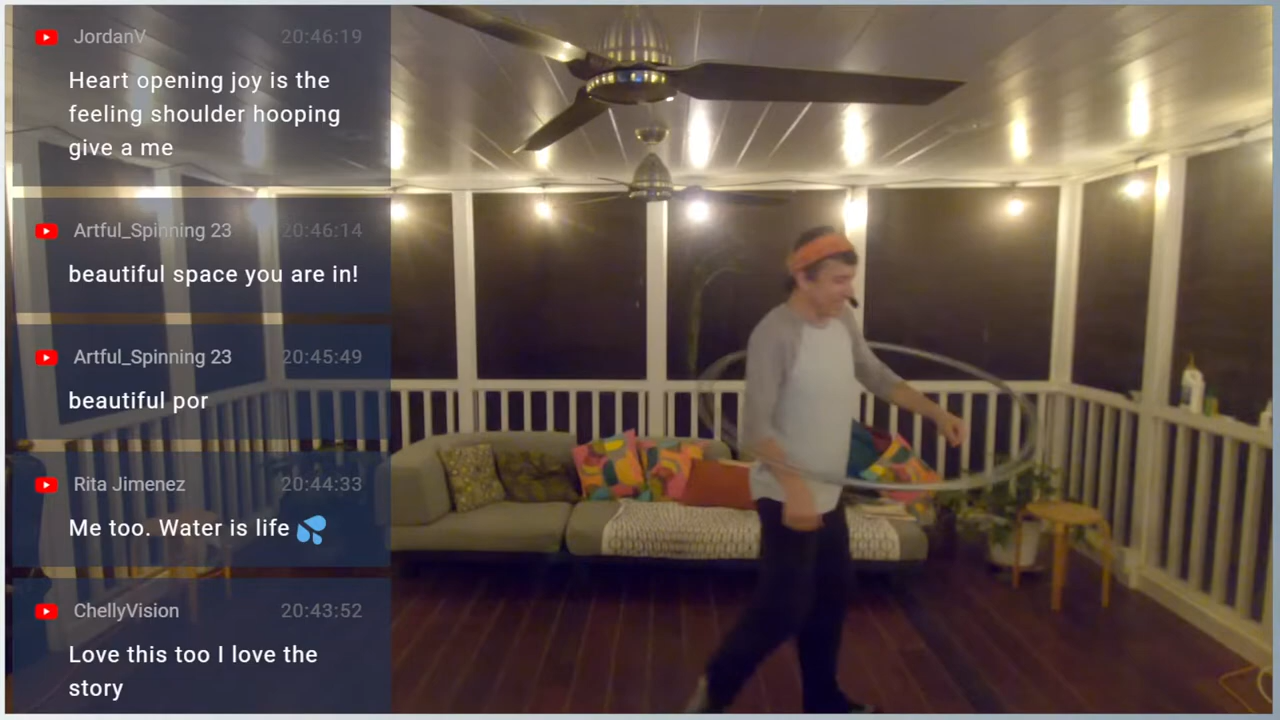 JordanV 20:46:19
Heart opening joy is the
feeling shoulder hooping
give a me
Artful_Spinning 23 20:46:14
beautiful space you are in!
Artful_Spinning 23 20:45:49
beautiful por
Rita Jimenez 20:44:33
Me too. Water is life 💦
ChellyVision 20:43:52
Love this too I love the
story